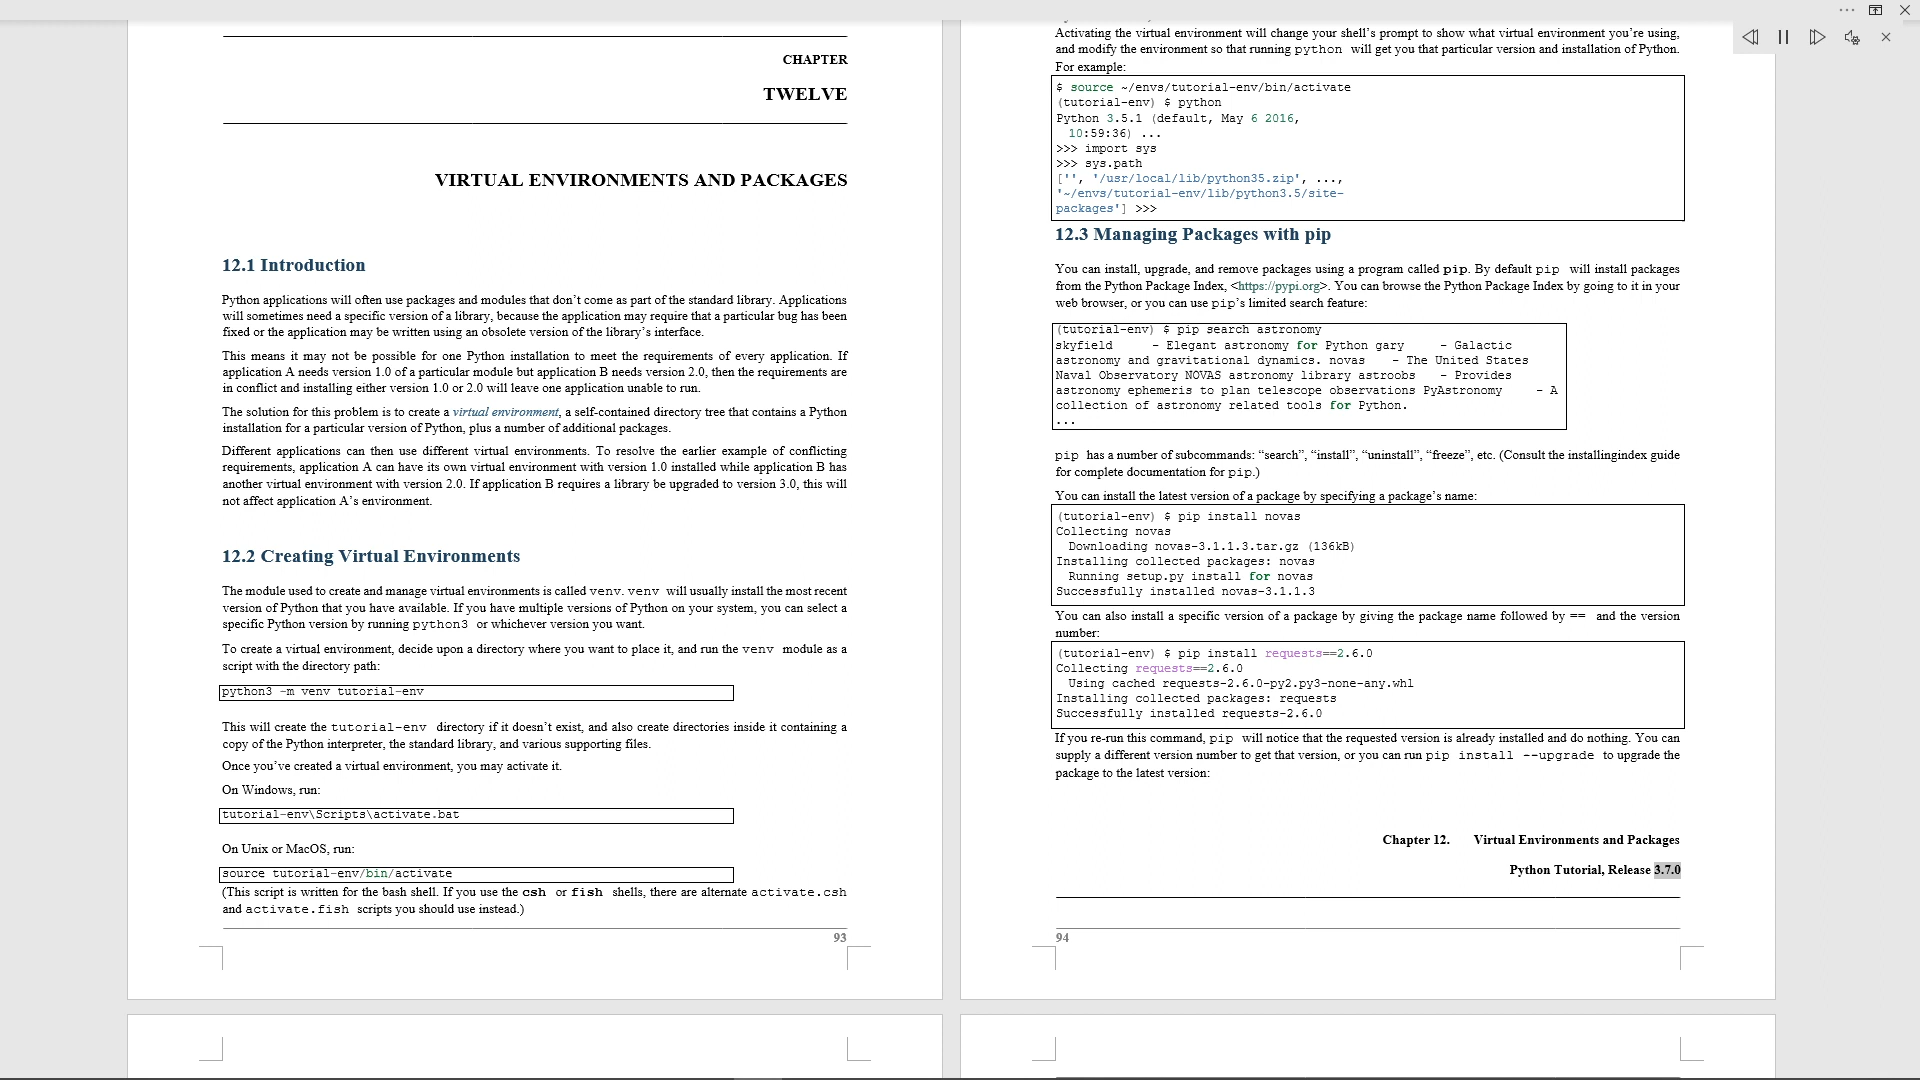 CHAPTER
TWELVE
VIRTUAL ENVIRONMENTS AND PACKAGES
12.1 Introduction
Python applications will often use packages and modules that don’t come as part of the standard library. Applications
will sometimes need a specific version of a library, because the application may require that a particular bug has been
fixed or the application may be written using an obsolete version of the library’s interface.
This means it may not be possible for one Python installation to meet the requirements of every application. If
application A needs version 1.0 of a particular module but application B needs version 2.0, then the requirements are
in conflict and installing either version 1.0 or 2.0 will leave one application unable to run.
The solution for this problem is to create a virtual environment, a self-contained directory tree that contains a Python
installation for a particular version of Python, plus a number of additional packages.
Different applications can then use different virtual environments. To resolve the earlier example of conflicting
requirements, application A can have its own virtual environment with version 1.0 installed while application B has
another virtual environment with version 2.0. If application B requires a library be upgraded to version 3.0, this will
not affect application A’s environment.
12.2 Creating Virtual Environments
The module used to create and manage virtual environments is called venv. venv will usually install the most recent
version of Python that you have available. If you have multiple versions of Python on your system, you can select a
specific Python version by running python3 or whichever version you want.
To create a virtual environment, decide upon a directory where you want to place it, and run the venv module as a
script with the directory path:
python3 -m venv tutorial-env
This will create the tutorial-env directory if it doesn’t exist, and also create directories inside it containing a
copy of the Python interpreter, the standard library, and various supporting files.
Once you’ve created a virtual environment, you may activate it.
On Windows, run:
tutorial-env\Scripts\activate.bat
On Unix or MacOS, run:
source tutorial-env/bin/activate
(This script is written for the bash shell. If you use the csh or fish shells, there are alternate activate.csh
and activate.fish scripts you should use instead.)
93
Activating the virtual environment will change your shell’s prompt to show what virtual environment you’re using,
and modify the environment so that running python will get you that particular version and installation of Python.
For example:
$ source ~/envs/tutorial-env/bin/activate
(tutorial-env) $ python
Python 3.5.1 (default, May 6 2016,
10:59:36) ...
>>> import sys
>>> sys.path
['', '/usr/local/lib/python35.zip', ...,
'~/envs/tutorial-env/lib/python3.5/site-
packages'] >>>
12.3 Managing Packages with pip
You can install, upgrade, and remove packages using a program called pip. By default pip will install packages
from the Python Package Index, <https://pypi.org>. You can browse the Python Package Index by going to it in your
web browser, or you can use pip’s limited search feature:
(tutorial-env) $ pip search astronomy
skyfield - Elegant astronomy for Python gary - Galactic
astronomy and gravitational dynamics. novas - The United States
Naval Observatory NOVAS astronomy library astroobs - Provides
astronomy ephemeris to plan telescope observations PyAstronomy - A
collection of astronomy related tools for Python.
...
pip has a number of subcommands: “search”, “install”, “uninstall”, “freeze”, etc. (Consult the installingindex guide
for complete documentation for pip.)
You can install the latest version of a package by specifying a package’s name:
(tutorial-env) $ pip install novas
Collecting novas
Downloading novas-3.1.1.3.tar.gz (136kB)
Installing collected packages: novas
Running setup.py install for novas
Successfully installed novas-3.1.1.3
You can also install a specific version of a package by giving the package name followed by == and the version
number:
(tutorial-env) $ pip install requests==2.6.0
Collecting requests==2.6.0
Using cached requests-2.6.0-py2.py3-none-any.whl
Installing collected packages: requests
Successfully installed requests-2.6.0
If you re-run this command, pip will notice that the requested version is already installed and do nothing. You can
supply a different version number to get that version, or you can run pip install --upgrade to upgrade the
package to the latest version:
Chapter 12. Virtual Environments and Packages
Python Tutorial, Release 3.7.0
94